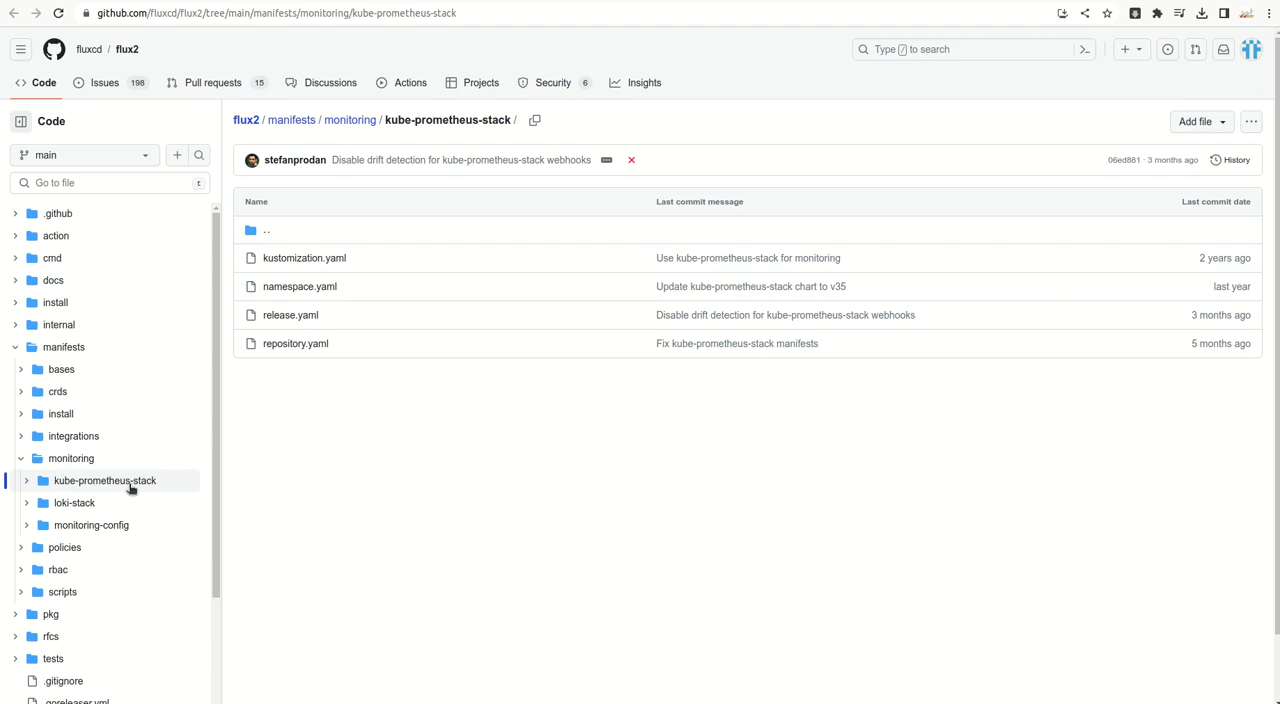 github.com/fluxcd/flux2/tree/main/manifests/monitoring/kube-prometheus-stack
fluxcd / flux2
Type / to search
Code
Issues 198
Pull requests 15
Discussions
Actions
Projects
Security 6
Insights
Code
main
Go to file t
.github
action
cmd
docs
install
internal
manifests
bases
crds
install
integrations
monitoring
kube-prometheus-stack
loki-stack
monitoring-config
policies
rbac
scripts
pkg
rfcs
tests
.gitignore
.goreleaser.yml
flux2 / manifests / monitoring / kube-prometheus-stack /
Add file
stefanprodan Disable drift detection for kube-prometheus-stack webhooks
06ed881 · 3 months ago
History
Name Last commit message Last commit date
..
kustomization.yaml Use kube-prometheus-stack for monitoring 2 years ago
namespace.yaml Update kube-prometheus-stack chart to v35 last year
release.yaml Disable drift detection for kube-prometheus-stack webhooks 3 months ago
repository.yaml Fix kube-prometheus-stack manifests 5 months ago